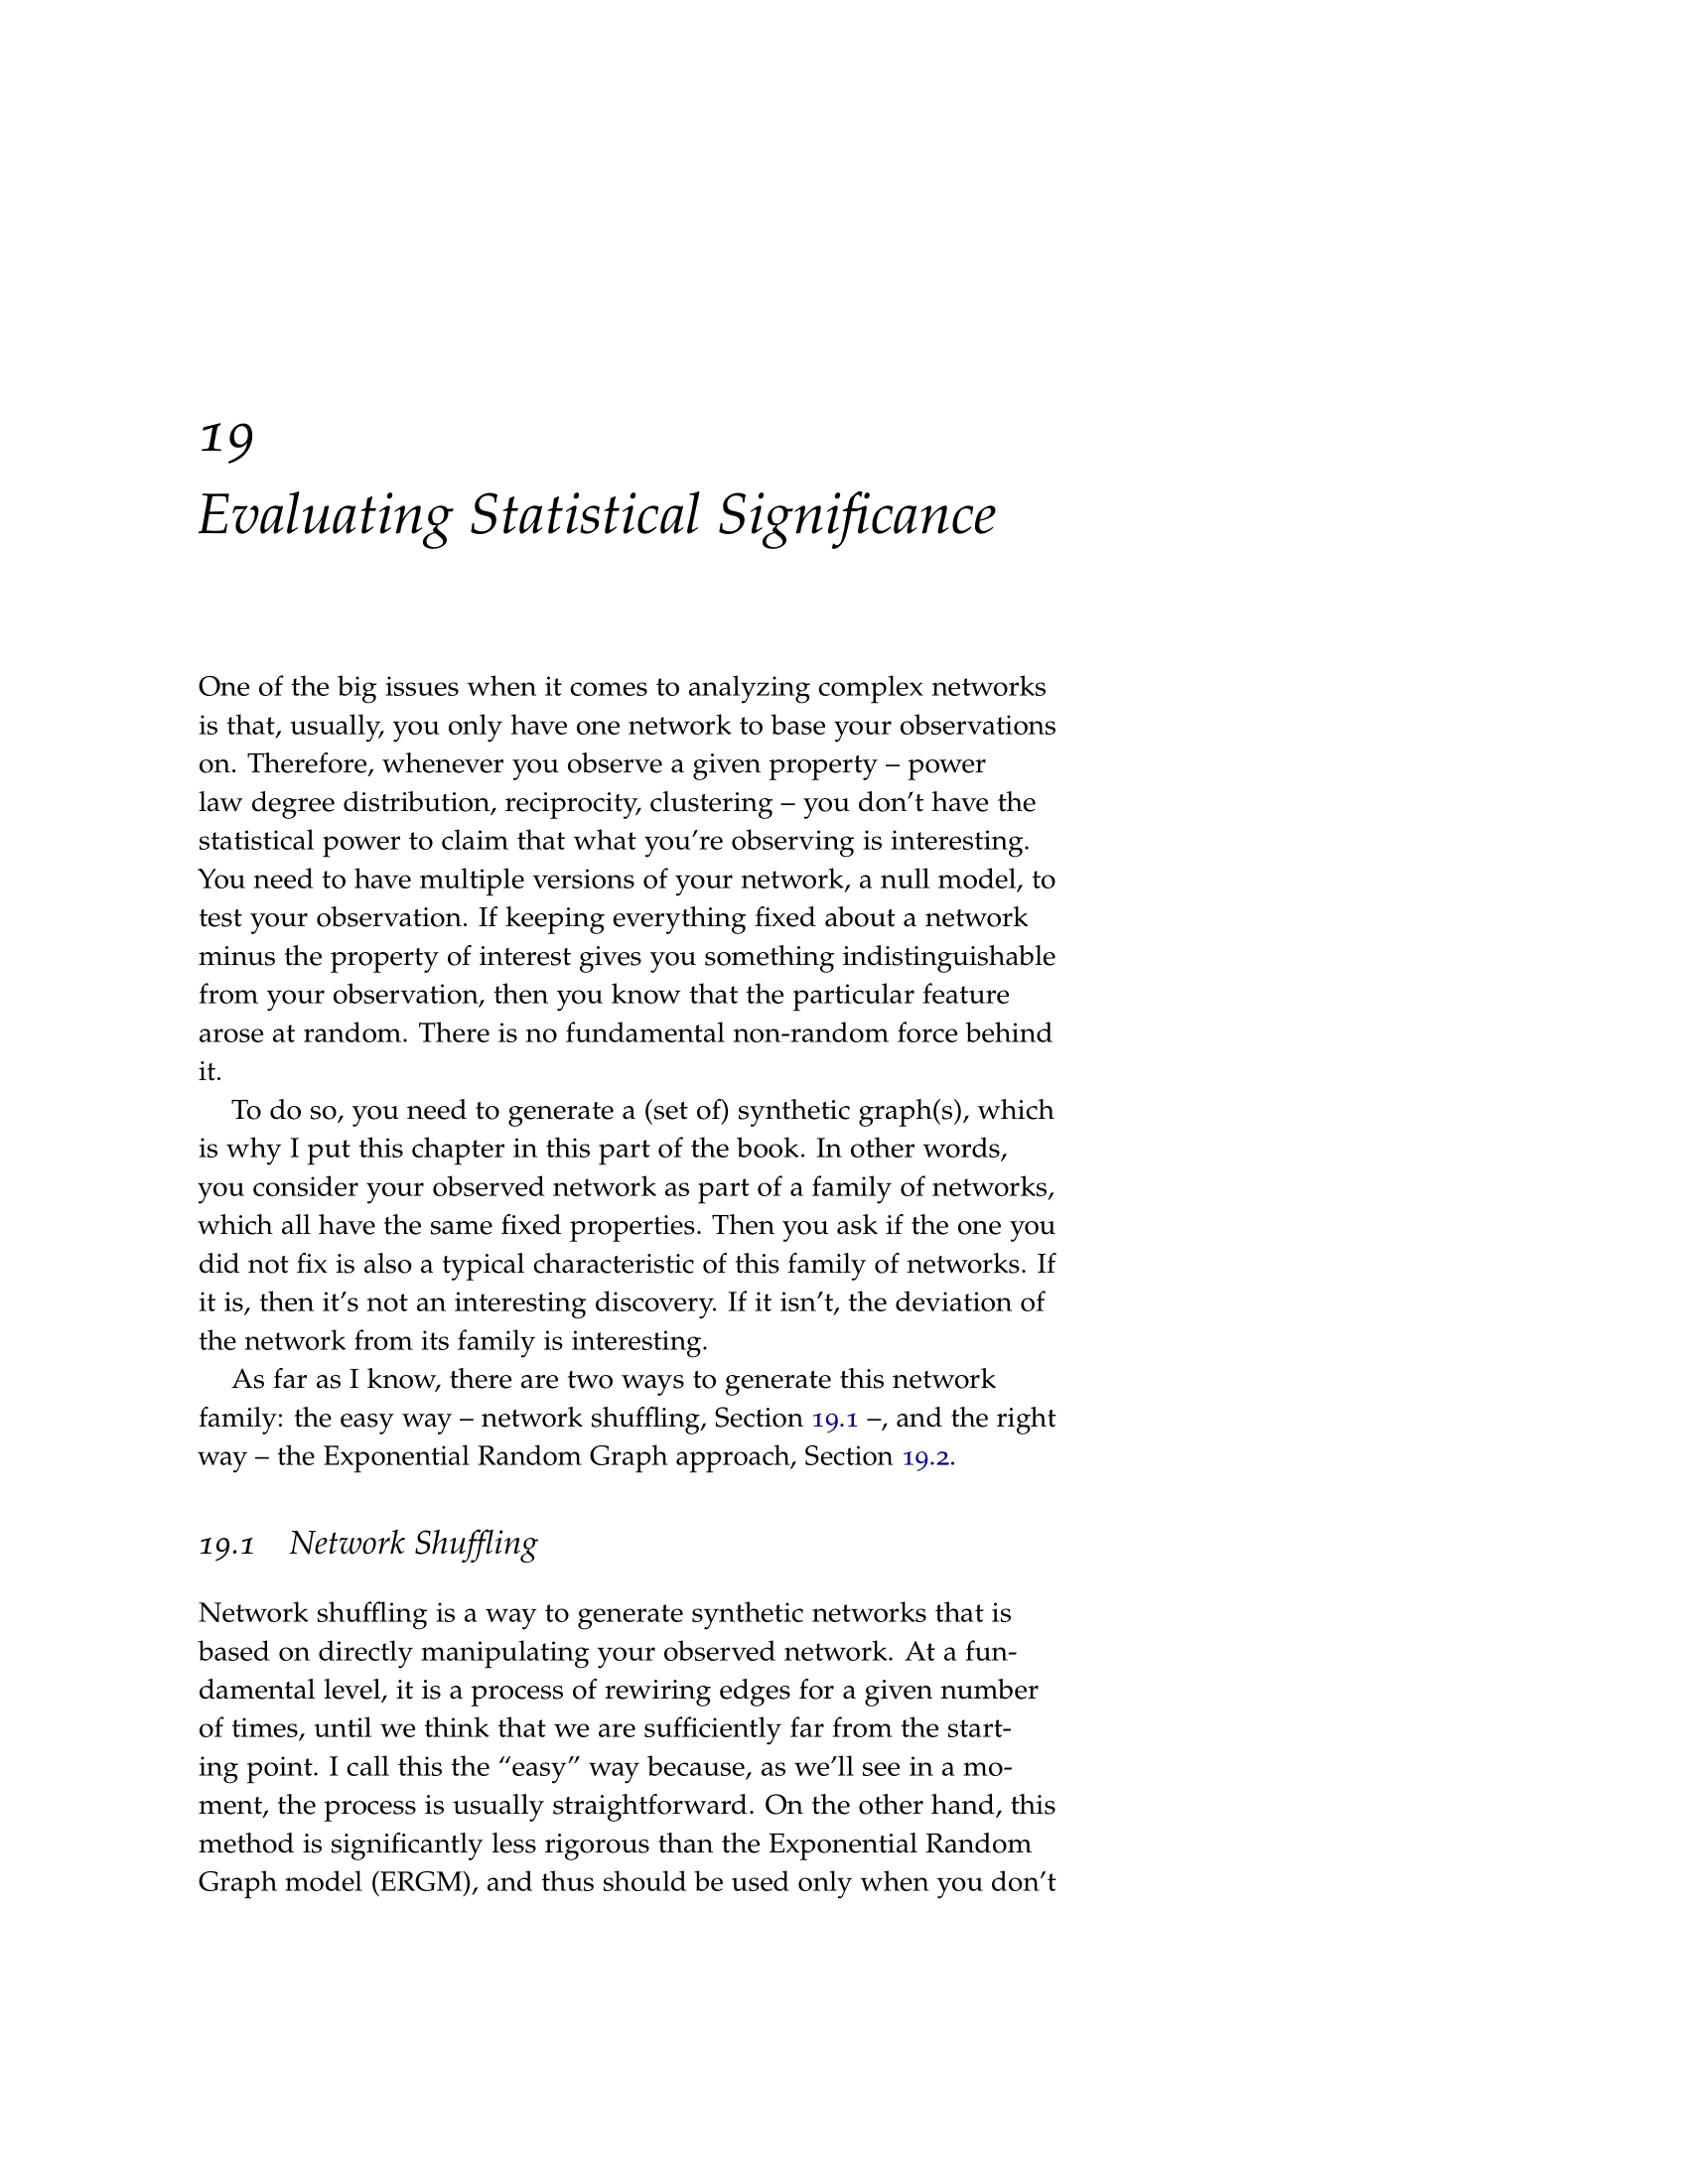 19
Evaluating Statistical Significance
One of the big issues when it comes to analyzing complex networks
is that, usually, you only have one network to base your observations
on. Therefore, whenever you observe a given property – power
law degree distribution, reciprocity, clustering – you don’t have the
statistical power to claim that what you’re observing is interesting.
You need to have multiple versions of your network, a null model, to
test your observation. If keeping everything fixed about a network
minus the property of interest gives you something indistinguishable
from your observation, then you know that the particular feature
arose at random. There is no fundamental non-random force behind
it.
To do so, you need to generate a (set of) synthetic graph(s), which
is why I put this chapter in this part of the book. In other words,
you consider your observed network as part of a family of networks,
which all have the same fixed properties. Then you ask if the one you
did not fix is also a typical characteristic of this family of networks. If
it is, then it’s not an interesting discovery. If it isn’t, the deviation of
the network from its family is interesting.
As far as I know, there are two ways to generate this network
family: the easy way – network shuffling, Section 19.1 –, and the right
way – the Exponential Random Graph approach, Section 19.2.
19.1 Network Shuffling
Network shuffling is a way to generate synthetic networks that is
based on directly manipulating your observed network. At a fun-
damental level, it is a process of rewiring edges for a given number
of times, until we think that we are sufficiently far from the start-
ing point. I call this the “easy” way because, as we’ll see in a mo-
ment, the process is usually straightforward. On the other hand, this
method is significantly less rigorous than the Exponential Random
Graph model (ERGM), and thus should be used only when you don’t